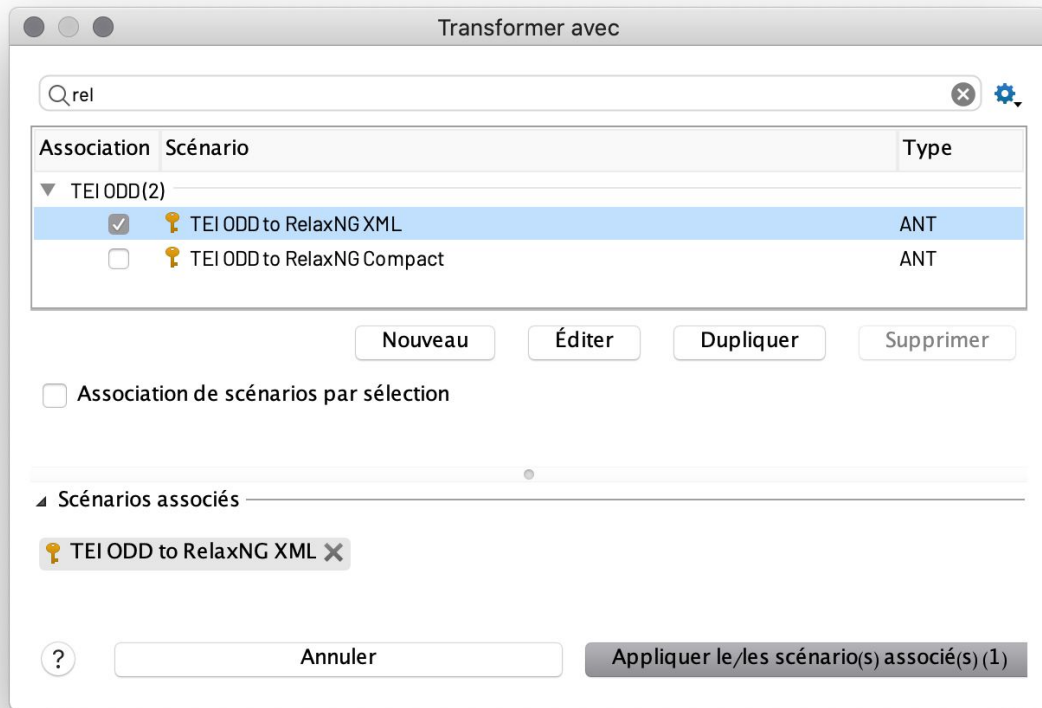 Transformer avec
rel
Association Scénario Type
TEI ODD (2)
TEI ODD to RelaxNG XML ANT
TEI ODD to RelaxNG Compact ANT
Nouveau Éditer Dupliquer Supprimer
Association de scénarios par sélection
Scénarios associés
TEI ODD to RelaxNG XML
? Annuler Appliquer le/les scénario(s) associé(s) (1)